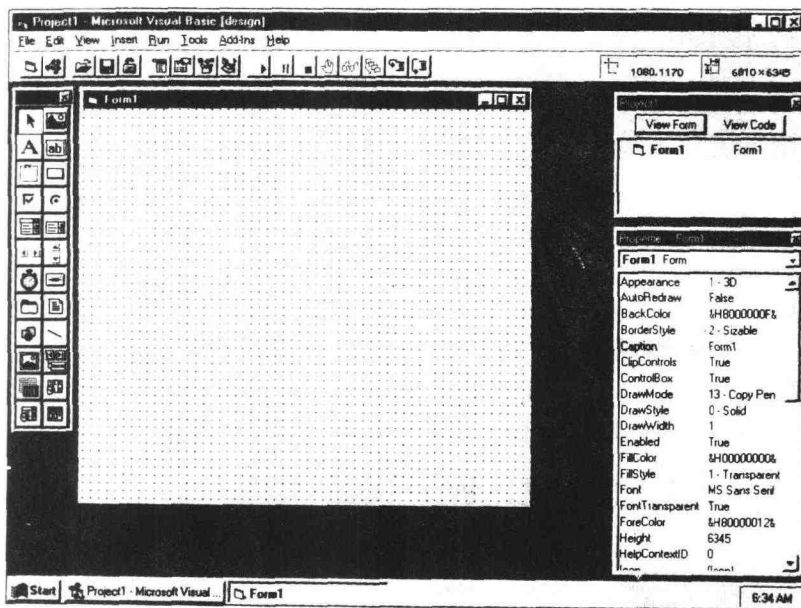 Project1 - Microsoft Visual Basic [design]
File Edit View Insert Run Tools Add-Ins Help
1080,1170 6810 × 6345
Form1
A ab
Project1
View Form View Code
Form1 Form1
Properties - Form1
Form1 Form
Appearance 1 - 3D
AutoRedraw False
BackColor &H8000000F&
BorderStyle 2 - Sizable
Caption Form1
ClipControls True
ControlBox True
DrawMode 13 - Copy Pen
DrawStyle 0 - Solid
DrawWidth 1
Enabled True
FillColor &H00000000&
FillStyle 1 - Transparent
Font MS Sans Serif
FontTransparent True
ForeColor &H80000012&
Height 6345
HelpContextID 0
Icon (Icon)
Start Project1 - Microsoft Visual ... Form1 6:34 AM